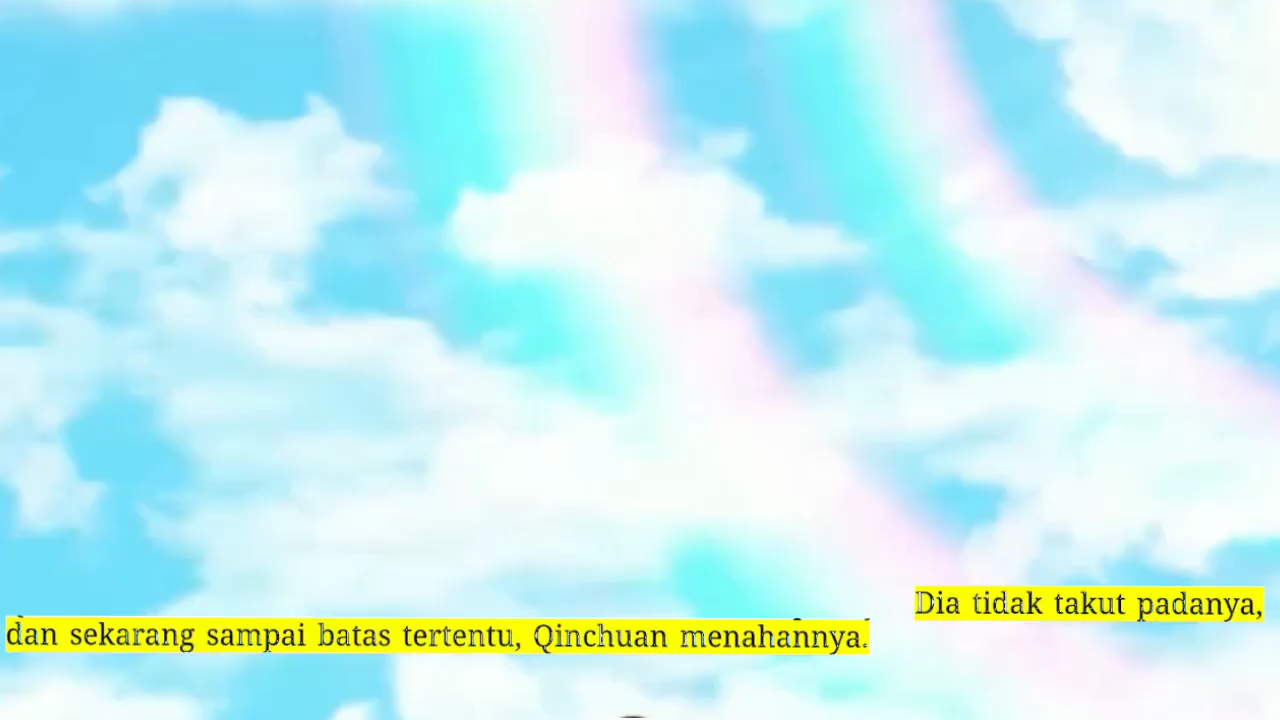 Dia tidak takut padanya,
dan sekarang sampai batas tertentu, Qinchuan menahannya.